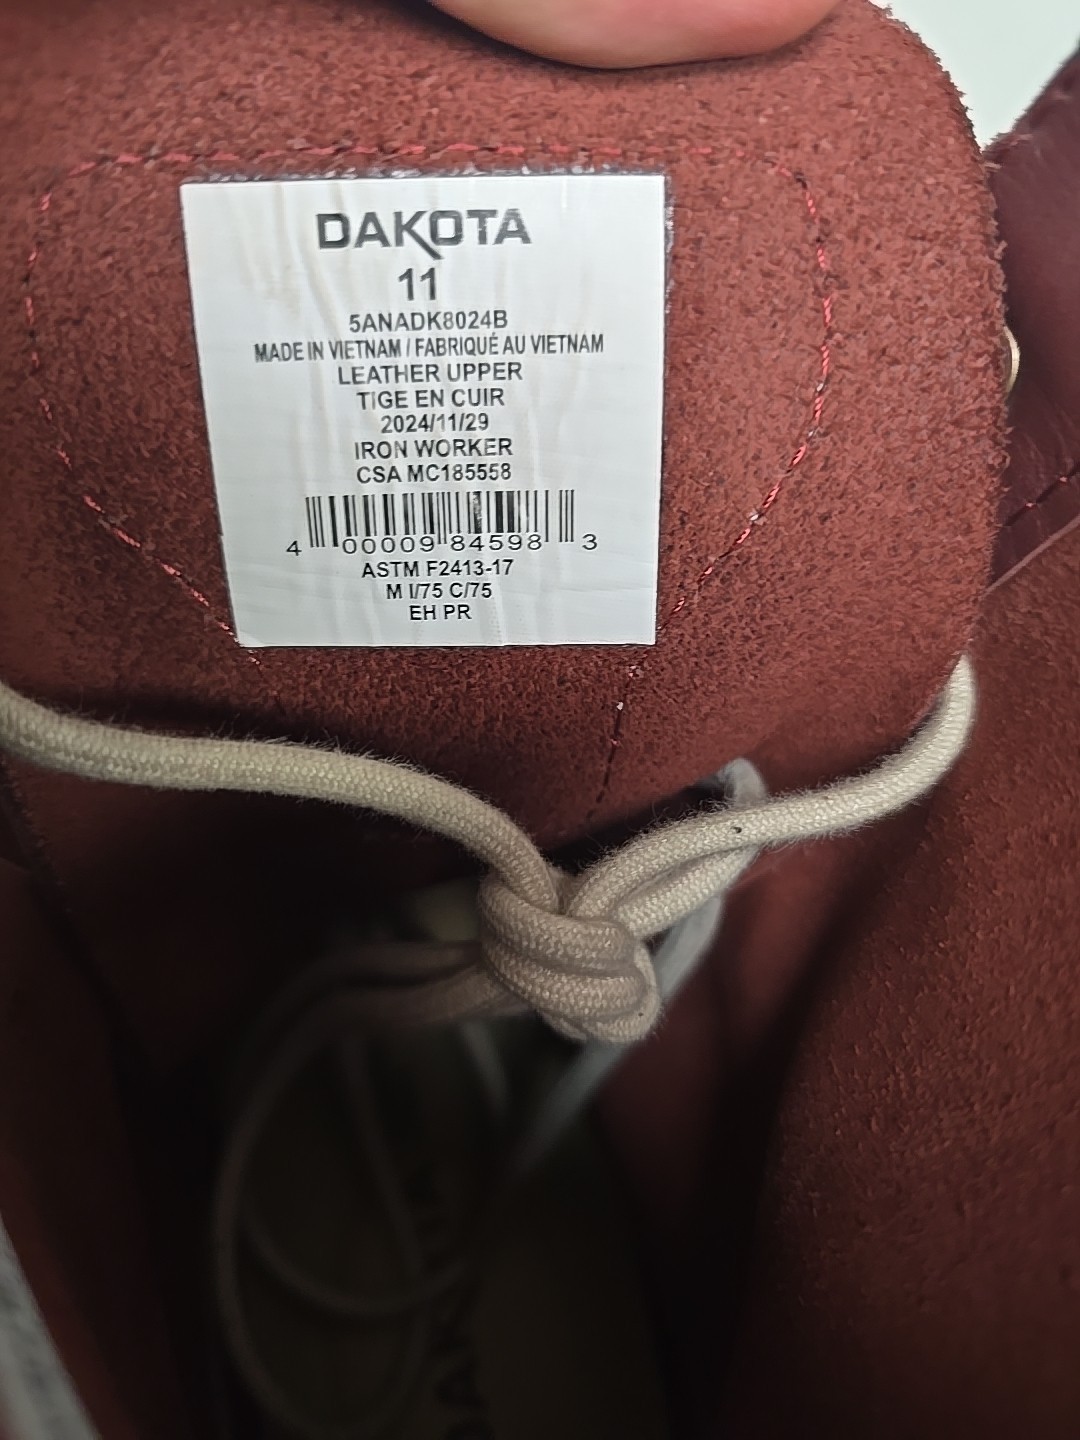 DAKOTA
11
5ANADK8024B
MADE IN VIETNAM / FABRIQUÉ AU VIETNAM
LEATHER UPPER
TIGE EN CUIR
2024/11/29
IRON WORKER
CSA MC185558
4 00009 84598 3
ASTM F2413-17
M I/75 C/75
EH PR
DAKOTA